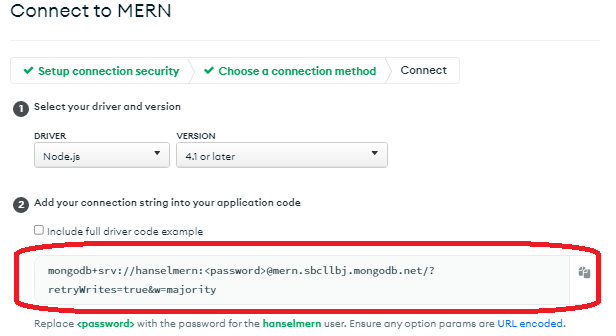 Connect to MERN
✔ Setup connection security ✔ Choose a connection method Connect
1 Select your driver and version
DRIVER VERSION
Node.js 4.1 or later
2 Add your connection string into your application code
Include full driver code example
mongodb+srv://hanselmern:<password>@mern.sbcllbj.mongodb.net/?
retryWrites=true&w=majority
Replace <password> with the password for the hanselmern user. Ensure any option params are URL encoded.